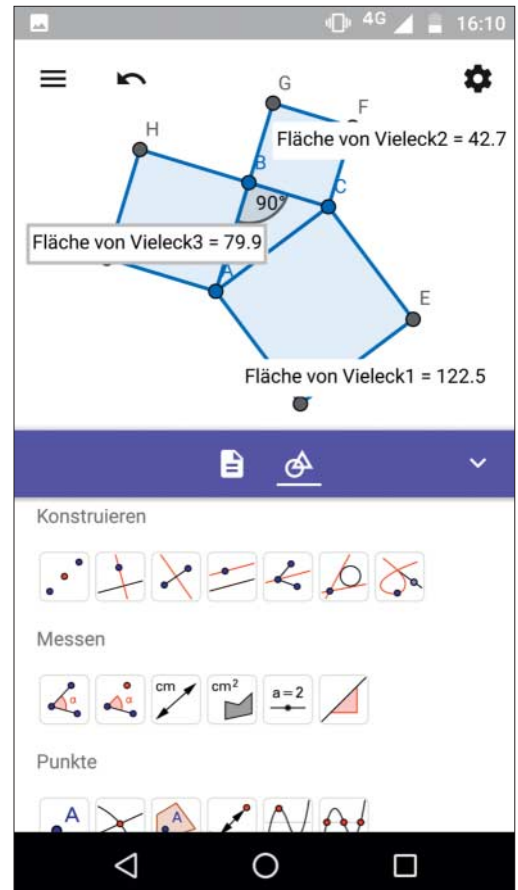 4G 16:10
G
F
H
Fläche von Vieleck2 = 42.7
B
C
90°
Fläche von Vieleck3 = 79.9
A
E
Fläche von Vieleck1 = 122.5
Konstruieren
Messen
α α cm cm² a=2
Punkte
A A